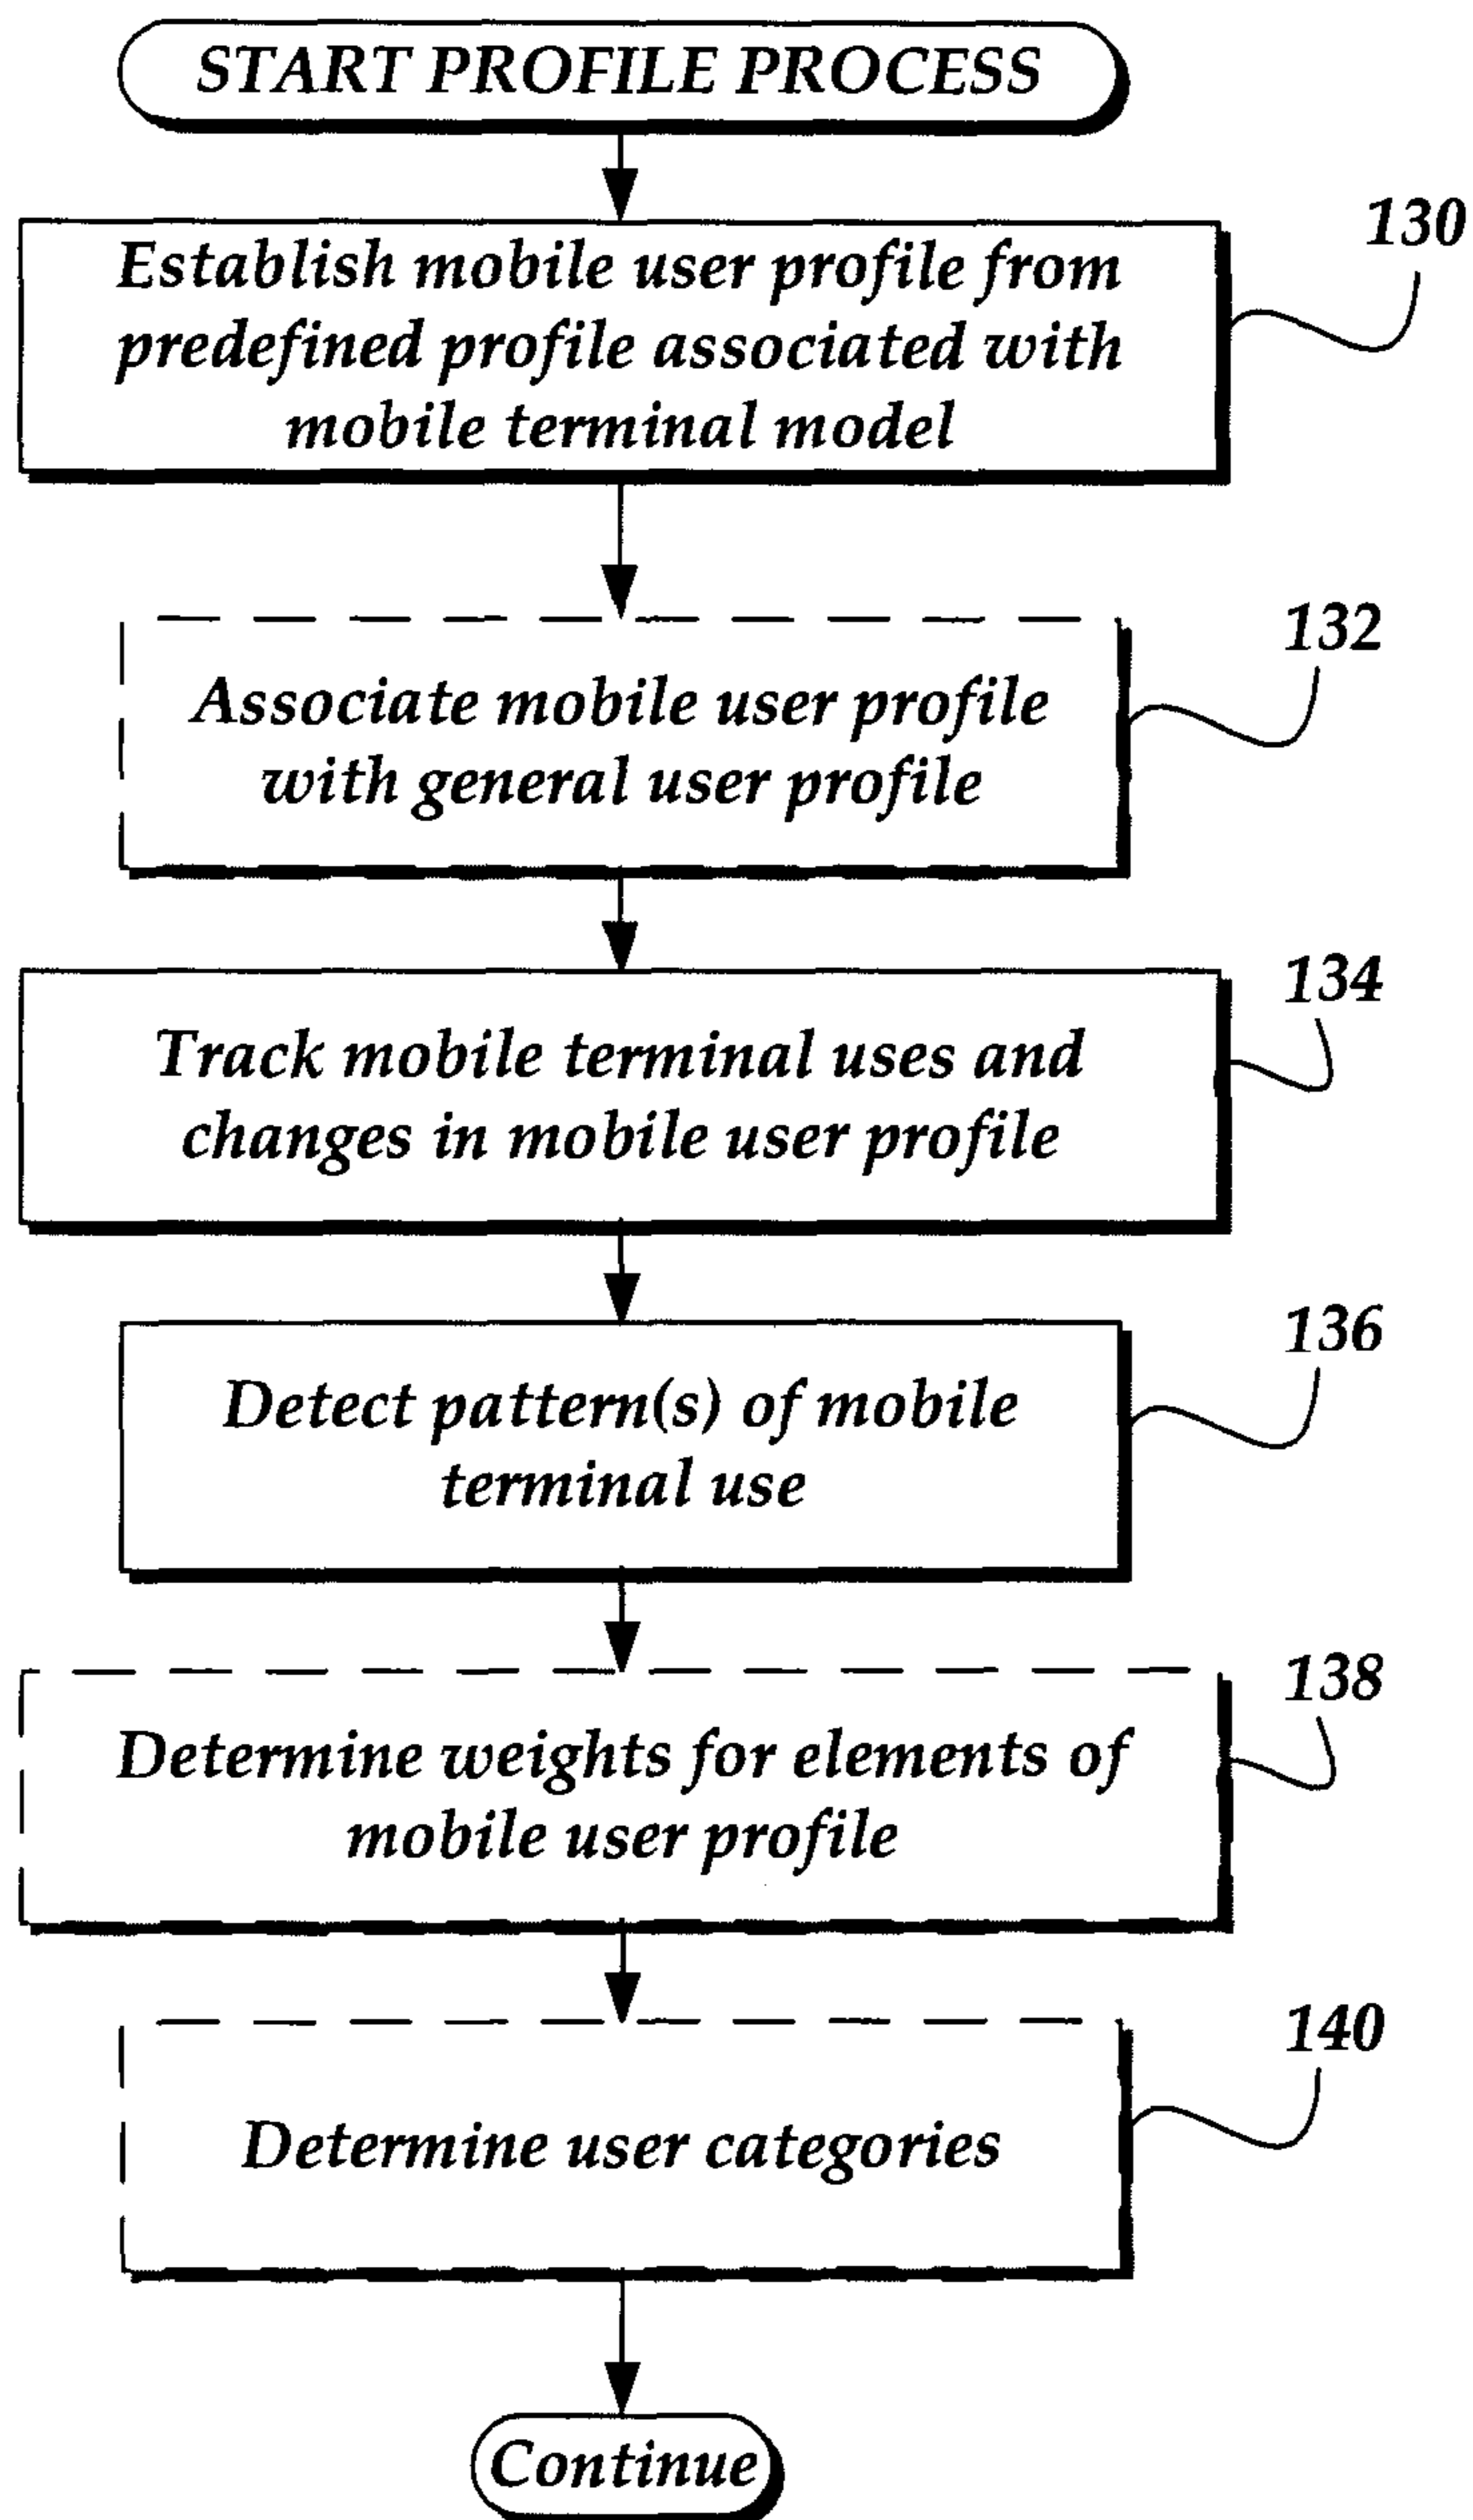 START PROFILE PROCESS
130
Establish mobile user profile from
predefined profile associated with
mobile terminal model
132
Associate mobile user profile
with general user profile
134
Track mobile terminal uses and
changes in mobile user profile
136
Detect pattern(s) of mobile
terminal use
138
Determine weights for elements of
mobile user profile
140
Determine user categories
Continue